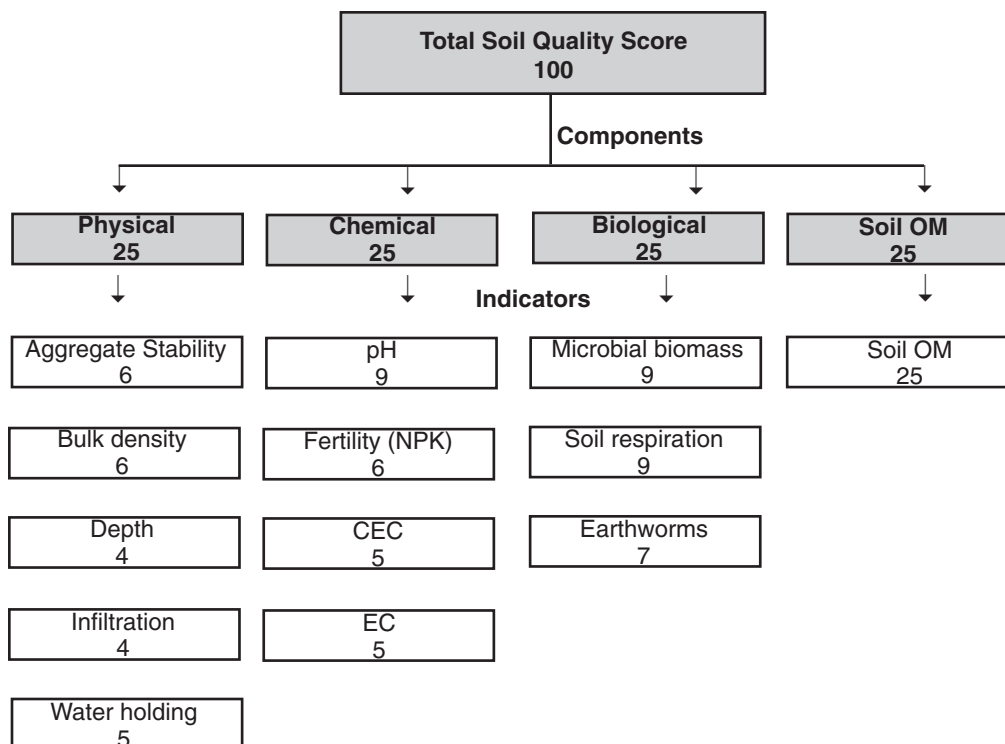 Total Soil Quality Score
100
Components
Physical
25
Chemical
25
Biological
25
Soil OM
25
Indicators
Aggregate Stability
6
Bulk density
6
Depth
4
Infiltration
4
Water holding
5
pH
9
Fertility (NPK)
6
CEC
5
EC
5
Microbial biomass
9
Soil respiration
9
Earthworms
7
Soil OM
25